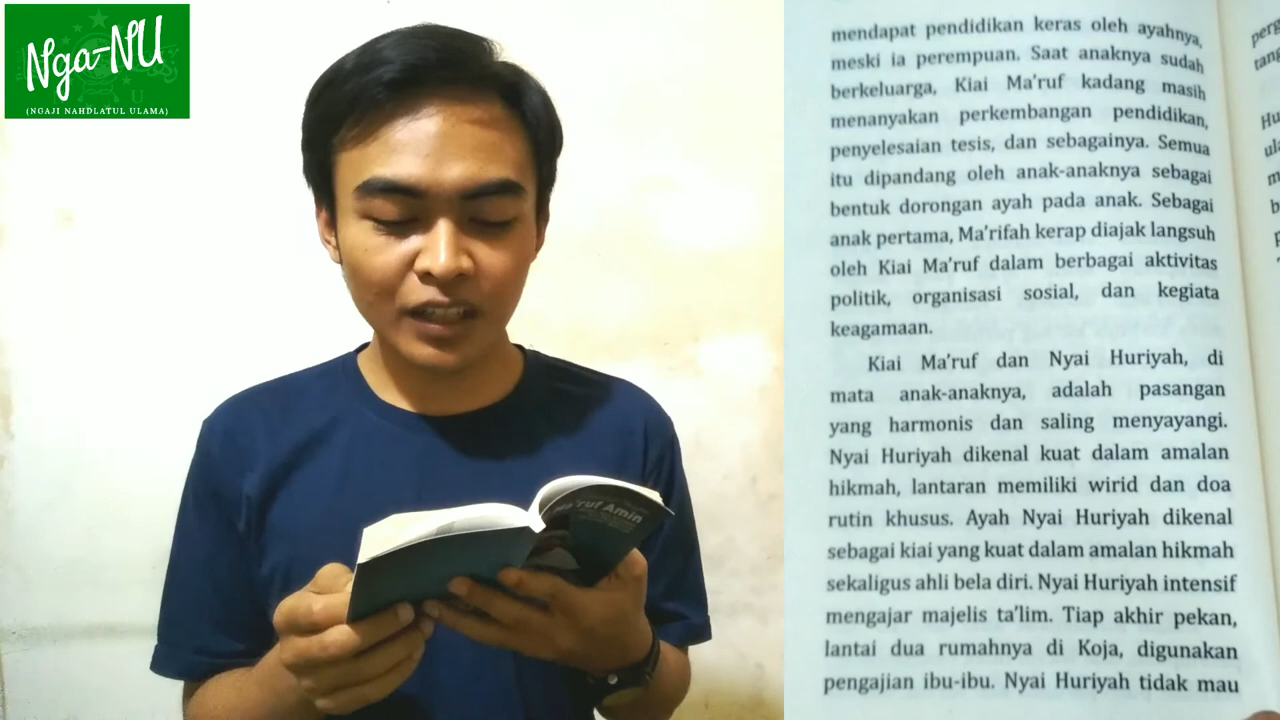 Nga-NU
(NGAJI NAHDLATUL ULAMA)
Ma'ruf Amin
mendapat pendidikan keras oleh ayahnya,
meski ia perempuan. Saat anaknya sudah
berkeluarga, Kiai Ma'ruf kadang masih
menanyakan perkembangan pendidikan,
penyelesaian tesis, dan sebagainya. Semua
itu dipandang oleh anak-anaknya sebagai
bentuk dorongan ayah pada anak. Sebagai
anak pertama, Ma'rifah kerap diajak langsuh
oleh Kiai Ma'ruf dalam berbagai aktivitas
politik, organisasi sosial, dan kegiata
keagamaan.
Kiai Ma'ruf dan Nyai Huriyah, di
mata anak-anaknya, adalah pasangan
yang harmonis dan saling menyayangi.
Nyai Huriyah dikenal kuat dalam amalan
hikmah, lantaran memiliki wirid dan doa
rutin khusus. Ayah Nyai Huriyah dikenal
sebagai kiai yang kuat dalam amalan hikmah
sekaligus ahli bela diri. Nyai Huriyah intensif
mengajar majelis ta'lim. Tiap akhir pekan,
lantai dua rumahnya di Koja, digunakan
pengajian ibu-ibu. Nyai Huriyah tidak mau